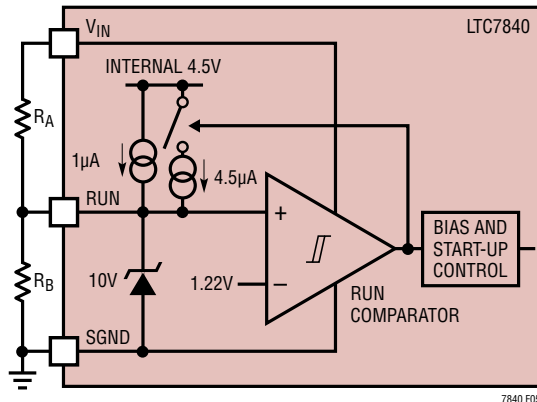 LTC7840
VIN
INTERNAL 4.5V
RA
1µA
4.5µA
RUN
+
BIAS AND
START-UP
CONTROL
10V
1.22V
−
RB
RUN
COMPARATOR
SGND
7840 F05